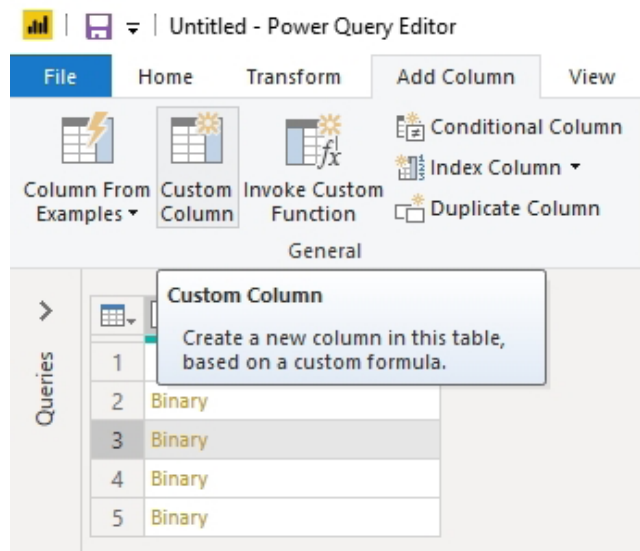 Untitled - Power Query Editor
File Home Transform Add Column View
Column From Examples
Custom Column
Invoke Custom Function
Conditional Column
Index Column
Duplicate Column
General
Custom Column
Create a new column in this table,
based on a custom formula.
Queries
1
2 Binary
3 Binary
4 Binary
5 Binary